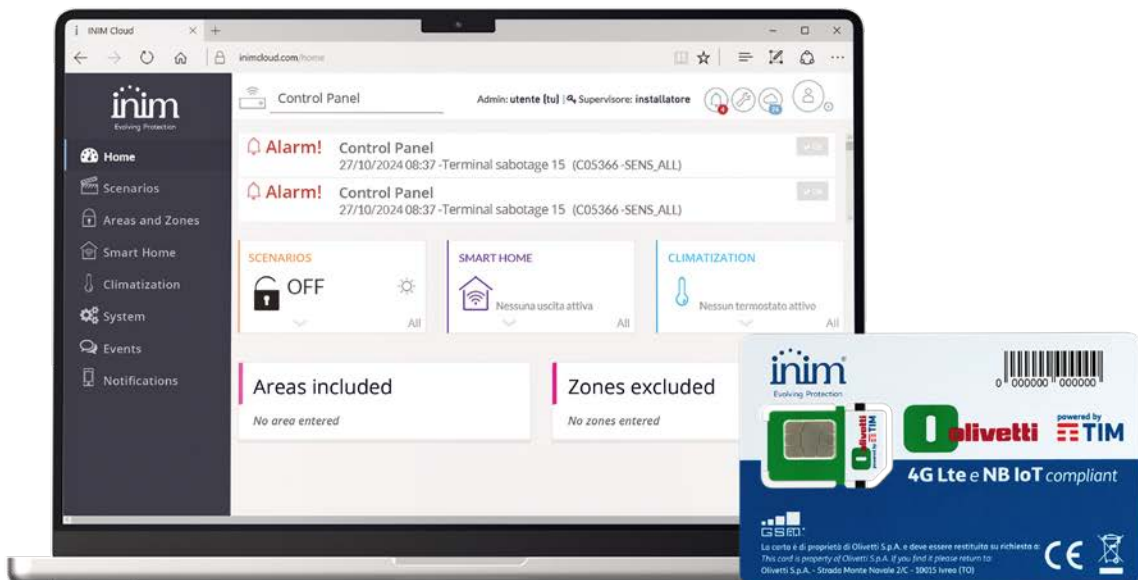 INIM Cloud
inimcloud.com/home
inim
Evolving Protection
Control Panel
Admin: utente [tu] | Supervisore: installatore
4
26
Home
Scenarios
Areas and Zones
Smart Home
Climatization
System
Events
Notifications
Alarm! Control Panel
27/10/2024 08:37 -Terminal sabotage 15 (C05366 -SENS_ALL)
Alarm! Control Panel
27/10/2024 08:37 -Terminal sabotage 15 (C05366 -SENS_ALL)
SCENARIOS
OFF
All
SMART HOME
Nessuna uscita attiva
All
CLIMATIZATION
Nessun termostato attivo
All
Areas included
No area entered
Zones excluded
No zones entered
inim
Evolving Protection
0 000000 000000
olivetti
powered by
TIM
olivetti
powered by TIM
4G Lte e NB IoT compliant
La carta è di proprietà di Olivetti S.p.A. e deve essere restituita su richiesta a:
This card is property of Olivetti S.p.A. If you find it please return to:
Olivetti S.p.A. - Strada Monte Navale 2/C - 10015 Ivrea (TO)
CE